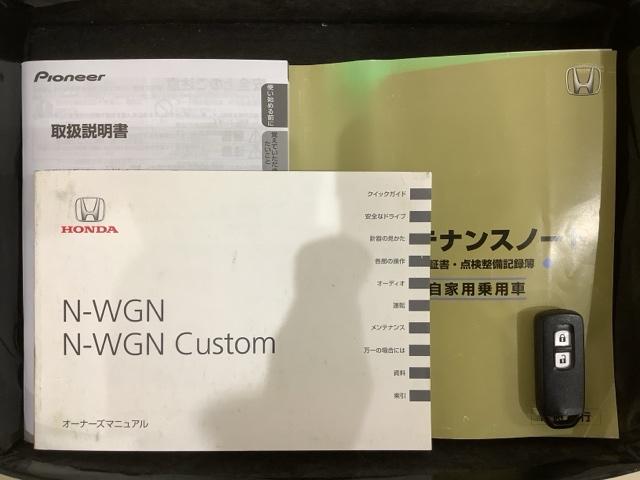 Pioneer
取扱説明書
使い始める前に
HONDA
N-WGN
N-WGN Custom
オーナーズマニュアル
クイックガイド
安全なドライブ
計器の見かた
各部の操作
オーディオ
運転
メンテナンス
万一の場合には
資料
索引
テナンスノー
証書・点検整備記録簿
自家用乗用車
行